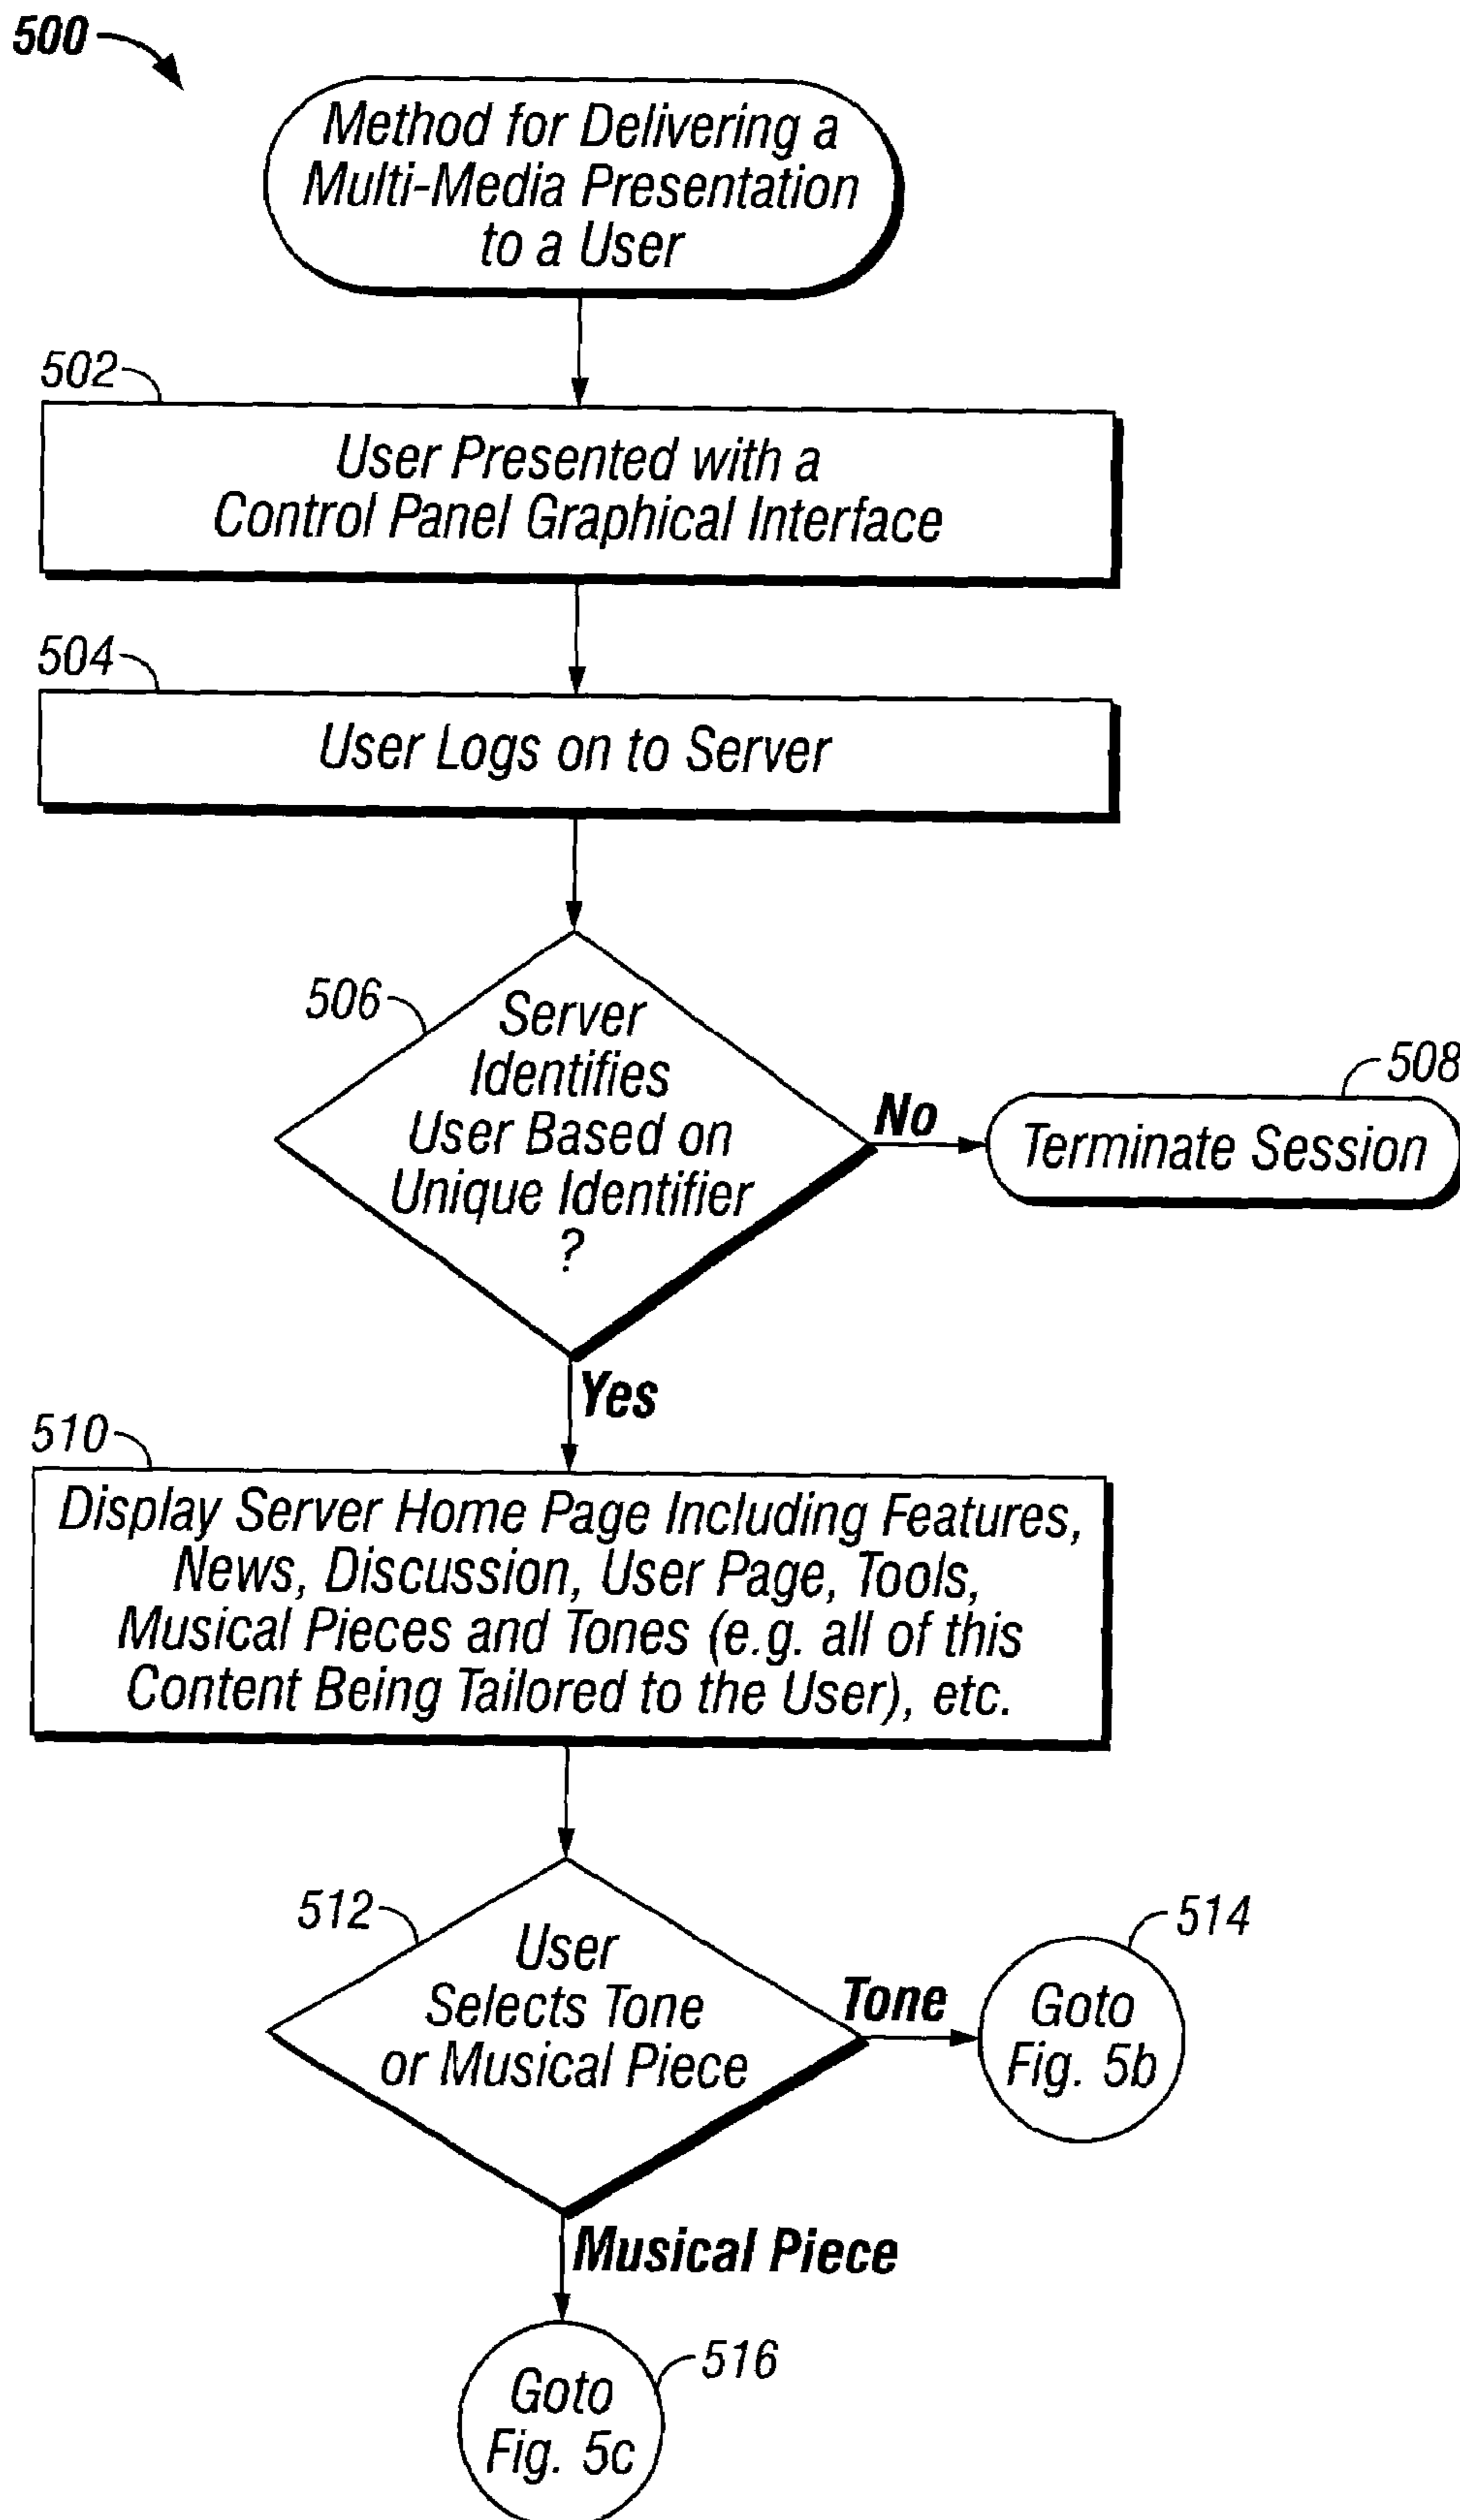 500
Method for Delivering a
Multi-Media Presentation
to a User
502
User Presented with a
Control Panel Graphical Interface
504
User Logs on to Server
506
Server
Identifies
User Based on
Unique Identifier
?
No
508
Terminate Session
Yes
510
Display Server Home Page Including Features,
News, Discussion, User Page, Tools,
Musical Pieces and Tones (e.g. all of this
Content Being Tailored to the User), etc.
512
User
Selects Tone
or Musical Piece
Tone
514
Goto
Fig. 5b
Musical Piece
516
Goto
Fig. 5c